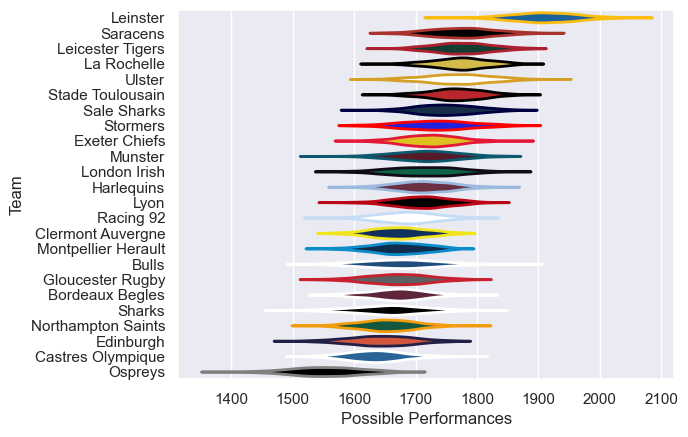 Leinster
Saracens
Leicester Tigers
La Rochelle
Ulster
Stade Toulousain
Sale Sharks
Stormers
Exeter Chiefs
Munster
London Irish
Harlequins
Lyon
Racing 92
Clermont Auvergne
Montpellier Herault
Bulls
Gloucester Rugby
Bordeaux Begles
Sharks
Northampton Saints
Edinburgh
Castres Olympique
Ospreys
Team
1400 1500 1600 1700 1800 1900 2000 2100
Possible Performances